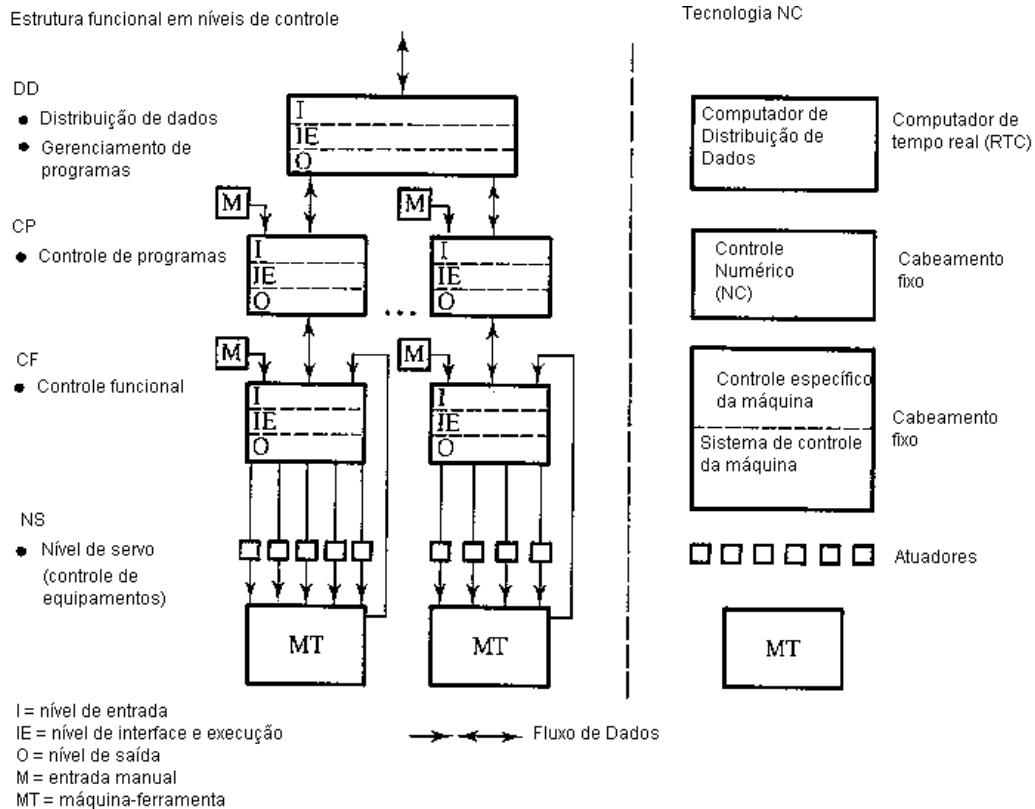 Estrutura funcional em níveis de controle
Tecnologia NC
DD
● Distribuição de dados
● Gerenciamento de
programas
I
IE
O
Computador de
Distribuição de
Dados
Computador de
tempo real (RTC)
M
M
CP
● Controle de programas
I
IE
O
...
I
IE
O
Controle
Numérico
(NC)
Cabeamento
fixo
M
M
CF
● Controle funcional
I
IE
O
I
IE
O
Controle específico
da máquina
Sistema de controle
da máquina
Cabeamento
fixo
NS
● Nível de servo
(controle de
equipamentos)
Atuadores
MT
MT
MT
I = nível de entrada
IE = nível de interface e execução
O = nível de saída
M = entrada manual
MT = máquina-ferramenta
Fluxo de Dados